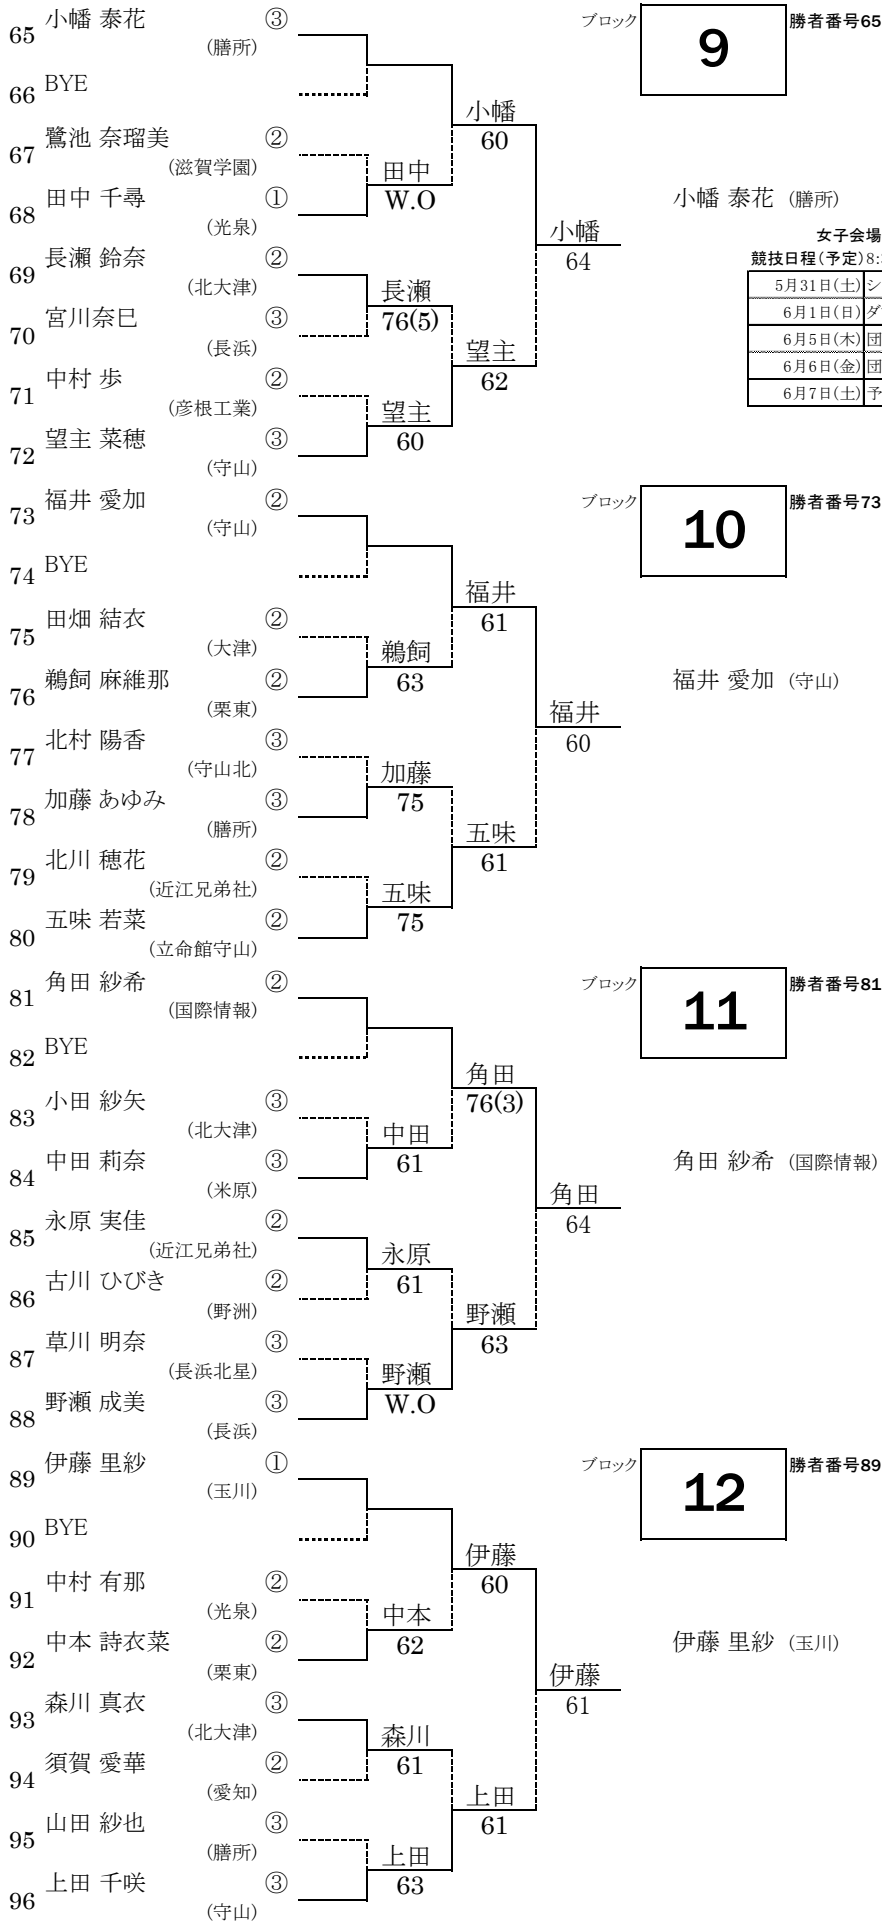 65 小幡 泰花 ③
(膳所)
66 BYE
67 鷺池 奈瑠美 ②
(滋賀学園)
68 田中 千尋 ①
(光泉)
69 長瀬 鈴奈 ②
(北大津)
70 宮川奈巳 ③
(長浜)
71 中村 歩 ②
(彦根工業)
72 望主 菜穂 ③
(守山)
田中
W.O
長瀬
76(5)
望主
60
小幡
60
望主
62
小幡
64
ブロック 9 勝者番号65
小幡 泰花 (膳所)
女子会場
競技日程(予定)8:
5月31日(土) シ
6月1日(日) ダ
6月5日(木) 団
6月6日(金) 団
6月7日(土) 予
73 福井 愛加 ②
(守山)
74 BYE
75 田畑 結衣 ②
(大津)
76 鵜飼 麻維那 ②
(栗東)
77 北村 陽香 ③
(守山北)
78 加藤 あゆみ ③
(膳所)
79 北川 穂花 ②
(近江兄弟社)
80 五味 若菜 ②
(立命館守山)
鵜飼
63
加藤
75
五味
75
福井
61
五味
61
福井
60
ブロック 10 勝者番号73
福井 愛加 (守山)
81 角田 紗希 ②
(国際情報)
82 BYE
83 小田 紗矢 ③
(北大津)
84 中田 莉奈 ③
(米原)
85 永原 実佳 ②
(近江兄弟社)
86 古川 ひびき ②
(野洲)
87 草川 明奈 ③
(長浜北星)
88 野瀬 成美 ③
(長浜)
中田
61
永原
61
野瀬
W.O
角田
76(3)
野瀬
63
角田
64
ブロック 11 勝者番号81
角田 紗希 (国際情報)
89 伊藤 里紗 ①
(玉川)
90 BYE
91 中村 有那 ②
(光泉)
92 中本 詩衣菜 ②
(栗東)
93 森川 真衣 ③
(北大津)
94 須賀 愛華 ②
(愛知)
95 山田 紗也 ③
(膳所)
96 上田 千咲 ③
(守山)
中本
62
森川
61
上田
63
伊藤
60
上田
61
伊藤
61
ブロック 12 勝者番号89
伊藤 里紗 (玉川)